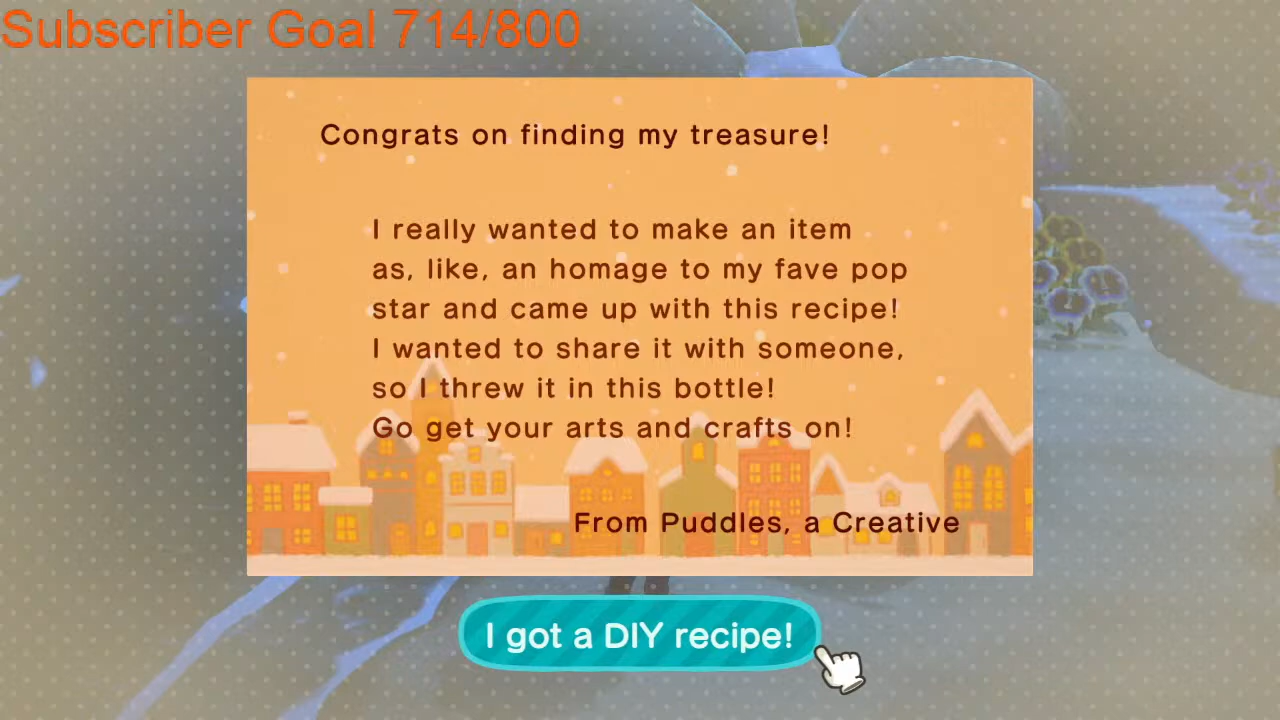 Subscriber Goal 714/800
Congrats on finding my treasure!
I really wanted to make an item
as, like, an homage to my fave pop
star and came up with this recipe!
I wanted to share it with someone,
so I threw it in this bottle!
Go get your arts and crafts on!
From Puddles, a Creative
I got a DIY recipe!